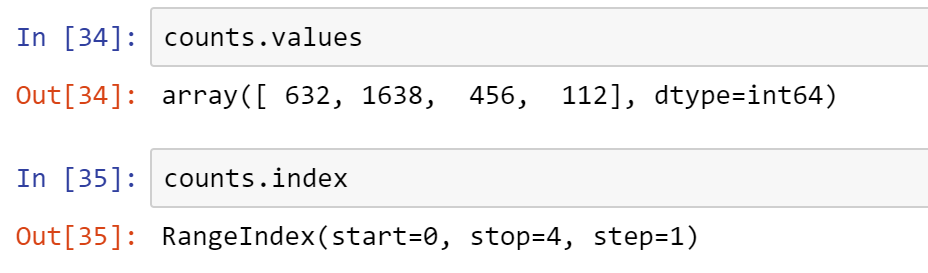 In [34]: counts.values
Out[34]: array([ 632, 1638,  456,  112], dtype=int64)
In [35]: counts.index
Out[35]: RangeIndex(start=0, stop=4, step=1)